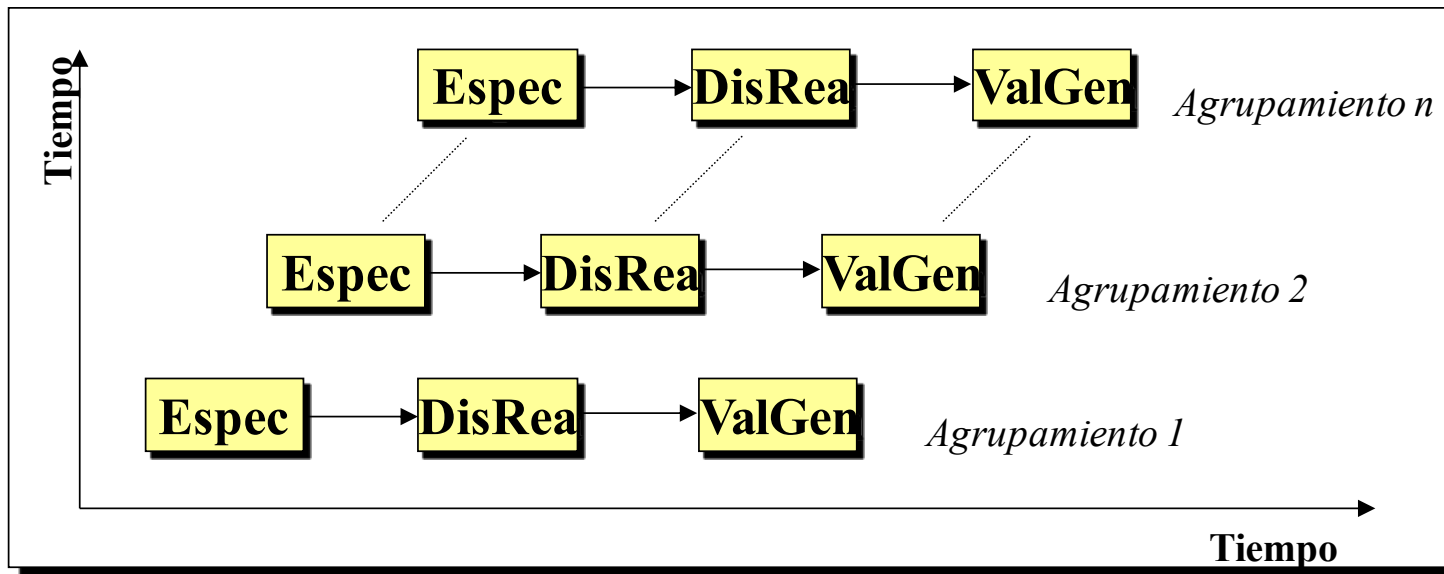 Tiempo
Espec
DisRea
ValGen
Agrupamiento n
Espec
DisRea
ValGen
Agrupamiento 2
Espec
DisRea
ValGen
Agrupamiento 1
Tiempo